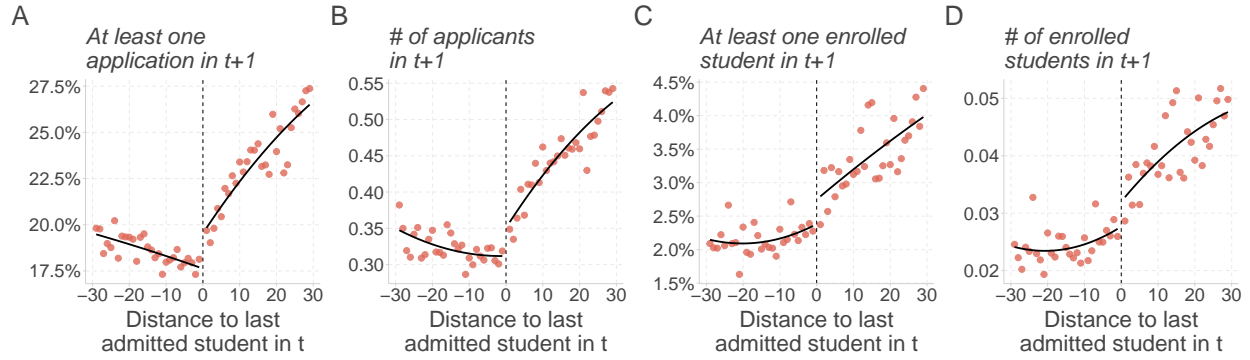 A
At least one
application in t+1
27.5%
25.0%
22.5%
20.0%
17.5%
−30 −20 −10 0 10 20 30
Distance to last
admitted student in t
B
# of applicants
in t+1
0.55
0.50
0.45
0.40
0.35
0.30
−30 −20 −10 0 10 20 30
Distance to last
admitted student in t
C
At least one enrolled
student in t+1
4.5%
4.0%
3.5%
3.0%
2.5%
2.0%
1.5%
−30 −20 −10 0 10 20 30
Distance to last
admitted student in t
D
# of enrolled
students in t+1
0.05
0.04
0.03
0.02
−30 −20 −10 0 10 20 30
Distance to last
admitted student in t